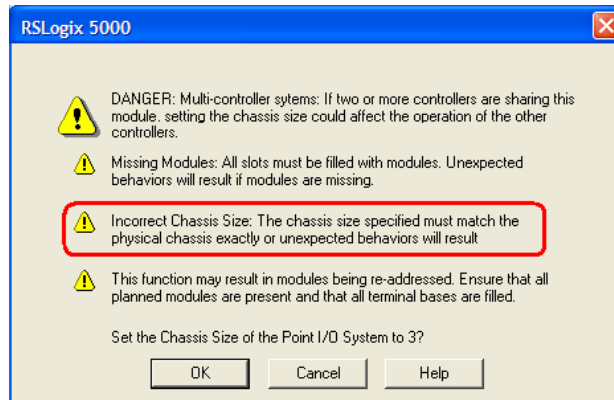 RSLogix 5000
DANGER: Multi-controller sytems: If two or more controllers are sharing this
module. setting the chassis size could affect the operation of the other
controllers.
Missing Modules: All slots must be filled with modules. Unexpected
behaviors will result if modules are missing.
Incorrect Chassis Size: The chassis size specified must match the
physical chassis exactly or unexpected behaviors will result
This function may result in modules being re-addressed. Ensure that all
planned modules are present and that all terminal bases are filled.
Set the Chassis Size of the Point I/O System to 3?
OK Cancel Help